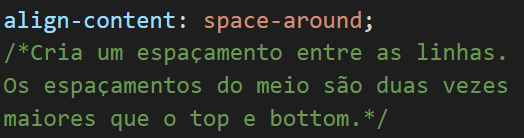 align-content: space-around;
/*Cria um espaçamento entre as linhas.
Os espaçamentos do meio são duas vezes
maiores que o top e bottom.*/